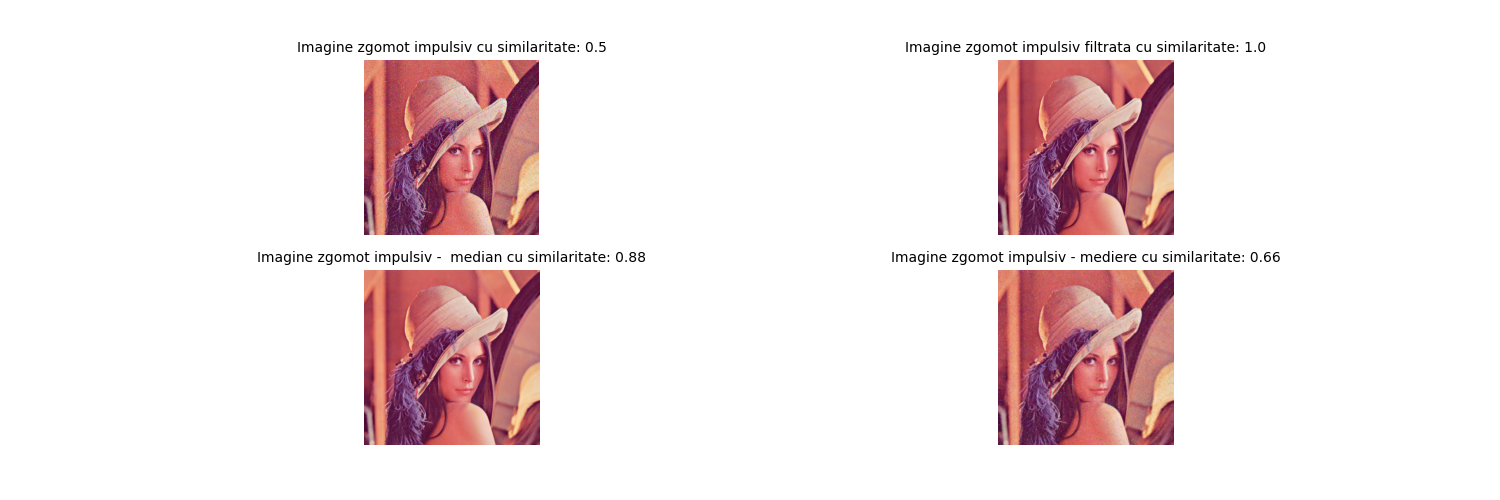 Imagine zgomot impulsiv cu similaritate: 0.5
Imagine zgomot impulsiv filtrata cu similaritate: 1.0
Imagine zgomot impulsiv -  median cu similaritate: 0.88
Imagine zgomot impulsiv - mediere cu similaritate: 0.66